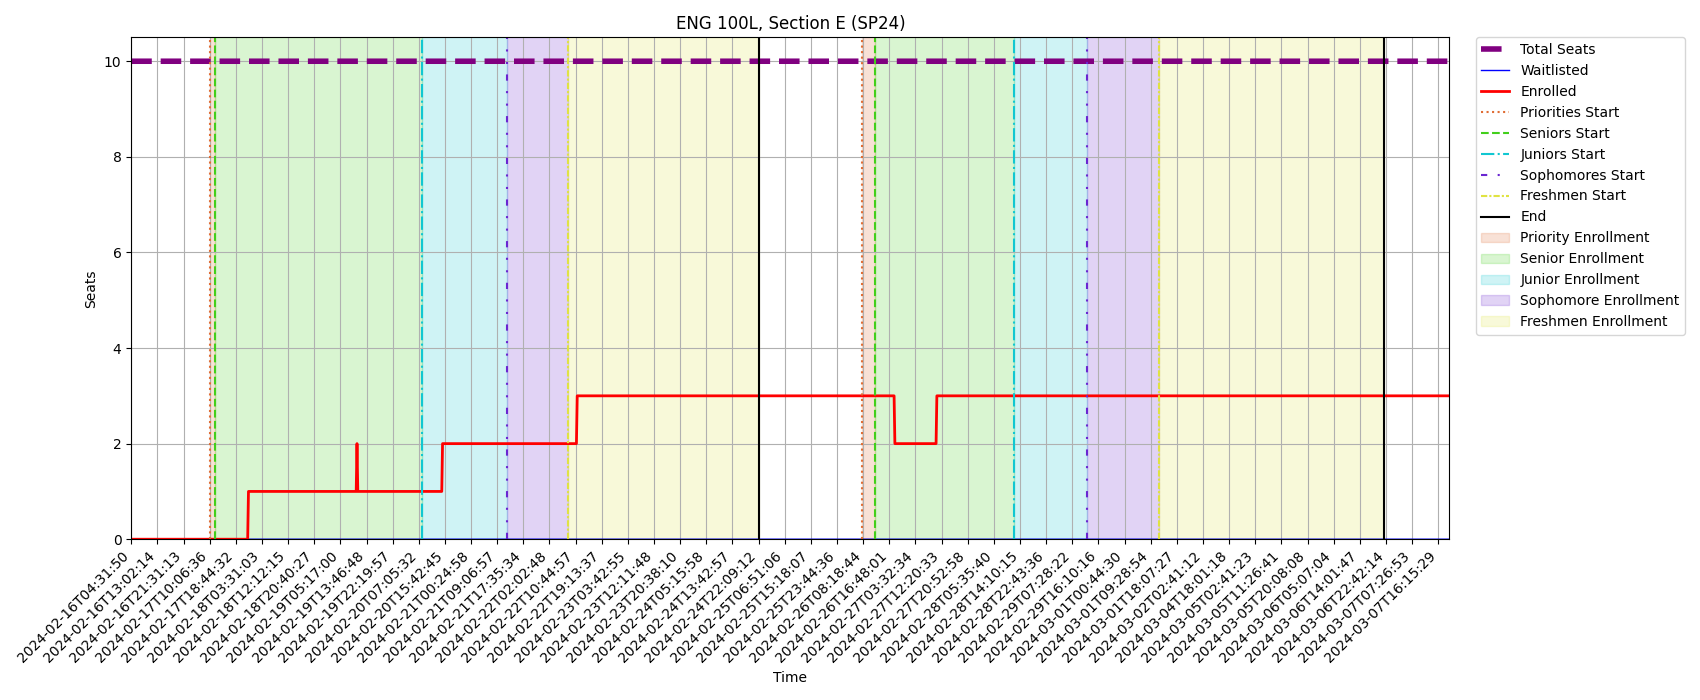 ENG 100L, Section E (SP24)
Seats
10
8
6
4
2
0
2024-02-16T04:31:50
2024-02-16T13:02:14
2024-02-16T21:31:13
2024-02-17T10:06:36
2024-02-17T18:44:32
2024-02-18T03:31:03
2024-02-18T12:12:15
2024-02-18T20:40:27
2024-02-19T05:17:00
2024-02-19T13:46:48
2024-02-19T22:19:57
2024-02-20T07:05:32
2024-02-20T15:42:45
2024-02-21T00:24:58
2024-02-21T09:06:57
2024-02-21T17:35:34
2024-02-22T02:02:48
2024-02-22T10:44:57
2024-02-22T19:13:37
2024-02-23T03:42:55
2024-02-23T12:11:48
2024-02-23T20:38:10
2024-02-24T05:15:58
2024-02-24T13:42:57
2024-02-24T22:09:12
2024-02-25T06:51:06
2024-02-25T15:18:07
2024-02-25T23:44:36
2024-02-26T08:18:44
2024-02-26T16:48:01
2024-02-27T03:32:34
2024-02-27T12:20:33
2024-02-27T20:52:58
2024-02-28T05:35:40
2024-02-28T14:10:15
2024-02-28T22:43:36
2024-02-29T07:28:22
2024-02-29T16:10:16
2024-03-01T00:44:30
2024-03-01T09:28:54
2024-03-01T18:07:27
2024-03-02T02:41:12
2024-03-04T18:01:18
2024-03-05T02:41:23
2024-03-05T11:26:41
2024-03-05T20:08:08
2024-03-06T05:07:04
2024-03-06T14:01:47
2024-03-06T22:42:14
2024-03-07T07:26:53
2024-03-07T16:15:29
Time
Total Seats
Waitlisted
Enrolled
Priorities Start
Seniors Start
Juniors Start
Sophomores Start
Freshmen Start
End
Priority Enrollment
Senior Enrollment
Junior Enrollment
Sophomore Enrollment
Freshmen Enrollment